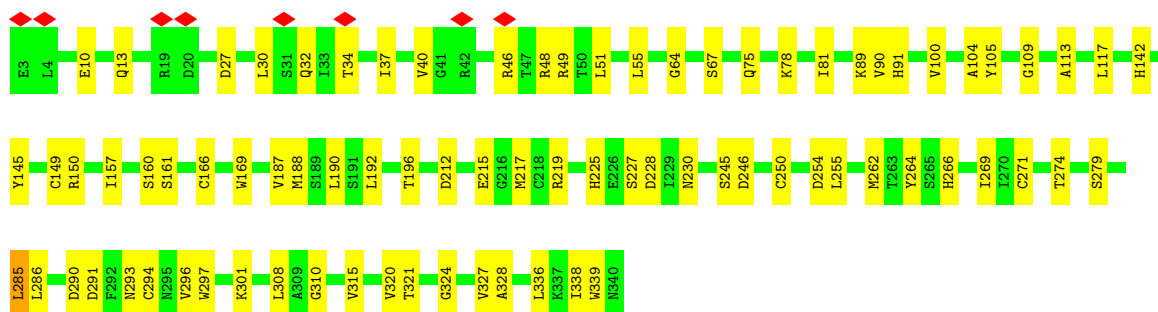 E3 L4 E10 Q13 R19 D20 D27 L30 S31 Q32 I33 T34 I37 V40 G41 R42 R46 T47 R48 R49 T50 L51 L55 G64 S67 Q75 K78 I81 K89 V90 H91 V100 A104 Y105 G109 A113 L117 H142
Y145 C149 R150 I157 S160 S161 C166 W169 V187 M188 S189 L190 S191 L192 T196 D212 E215 G216 M217 C218 R219 H225 E226 S227 D228 I229 N230 S245 D246 C250 D254 L255 M262 T263 Y264 S265 H266 I269 I270 C271 T274 S279
L285 L286 D290 D291 F292 N293 C294 N295 V296 W297 K301 L308 A309 G310 V315 V320 T321 G324 V327 A328 L336 K337 I338 W339 N340